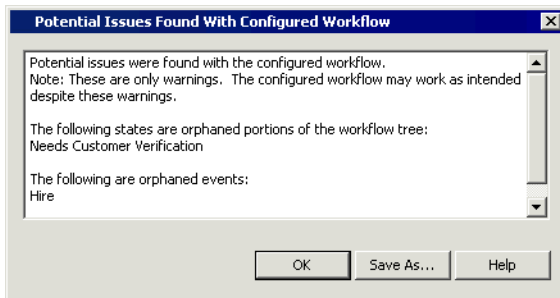 Potential Issues Found With Configured Workflow
Potential issues were found with the configured workflow.
Note: These are only warnings. The configured workflow may work as intended
despite these warnings.
The following states are orphaned portions of the workflow tree:
Needs Customer Verification
The following are orphaned events:
Hire
OK
Save As...
Help